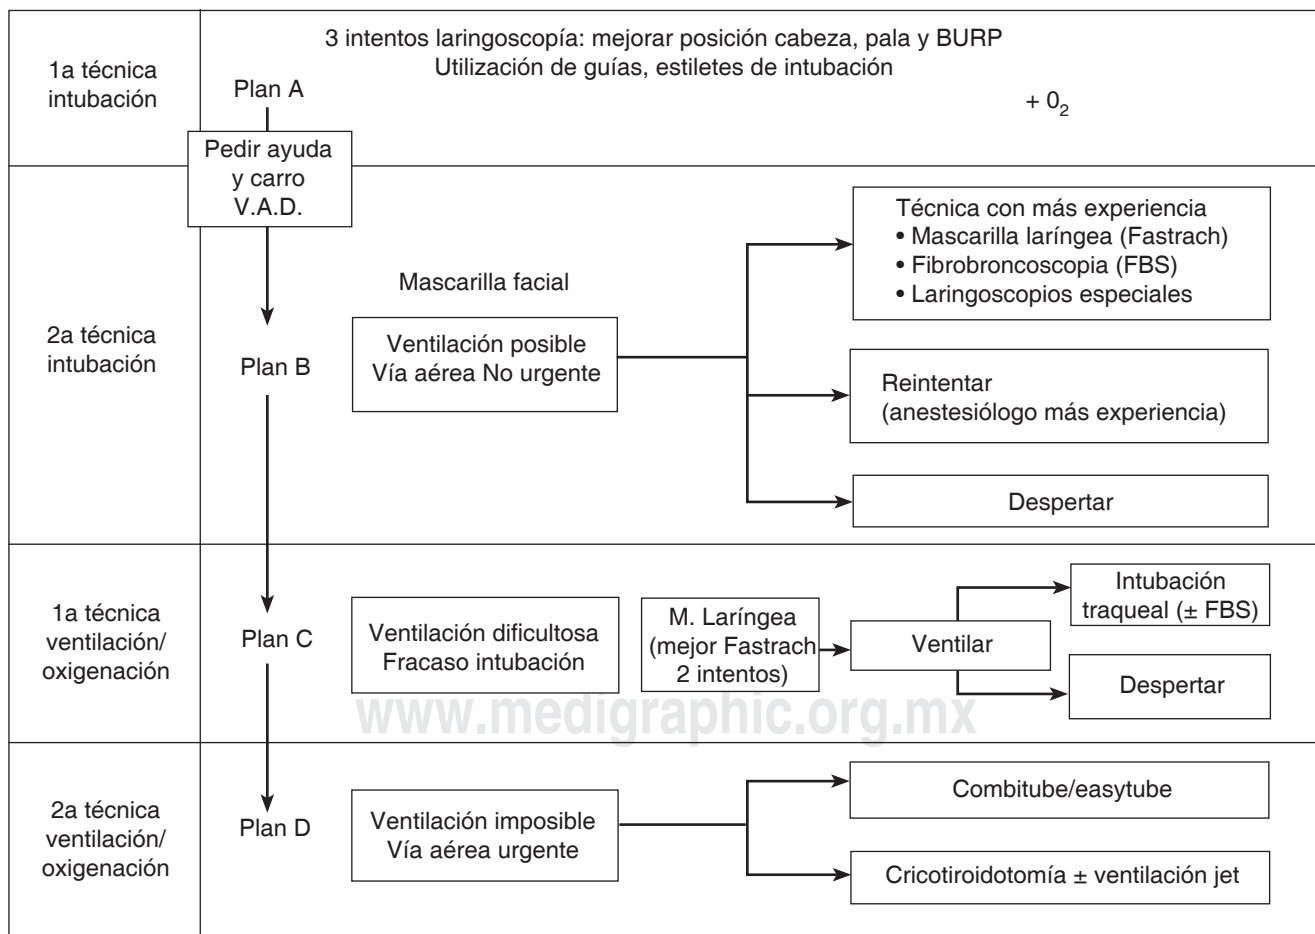 1a técnica
intubación
3 intentos laringoscopía: mejorar posición cabeza, pala y BURP
Utilización de guías, estiletes de intubación
Plan A
+ 0₂
Pedir ayuda
y carro
V.A.D.
2a técnica
intubación
Plan B
Mascarilla facial
Ventilación posible
Vía aérea No urgente
Técnica con más experiencia
• Mascarilla laríngea (Fastrach)
• Fibrobroncoscopia (FBS)
• Laringoscopios especiales
Reintentar
(anestesiólogo más experiencia)
Despertar
1a técnica
ventilación/
oxigenación
Plan C
Ventilación dificultosa
Fracaso intubación
M. Laríngea
(mejor Fastrach
2 intentos)
Ventilar
Intubación
traqueal (± FBS)
Despertar
www.medigraphic.org.mx
2a técnica
ventilación/
oxigenación
Plan D
Ventilación imposible
Vía aérea urgente
Combitube/easytube
Cricotiroidotomía ± ventilación jet